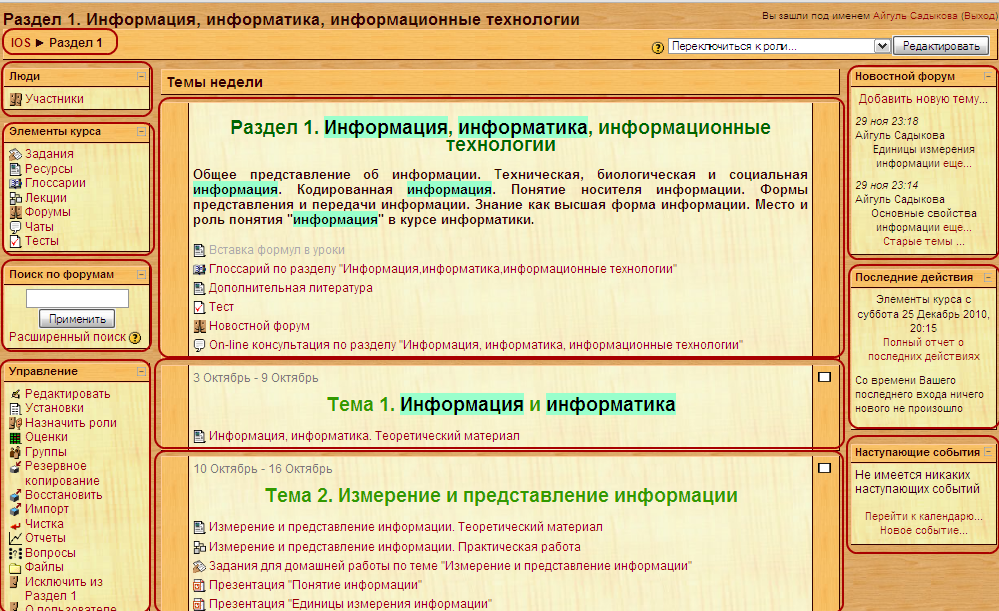 Раздел 1. Информация, информатика, информационные технологии
Вы зашли под именем Айгуль Садыкова (Выход)
IOS ► Раздел 1
Переключиться к роли...
Редактировать
Люди
Участники
Элементы курса
Задания
Ресурсы
Глоссарии
Лекции
Форумы
Чаты
Тесты
Поиск по форумам
Применить
Расширенный поиск
Управление
Редактировать
Установки
Назначить роли
Оценки
Группы
Резервное
копирование
Восстановить
Импорт
Чистка
Отчеты
Вопросы
Файлы
Исключить из
Раздел 1
О пользователе
Темы недели
Раздел 1. Информация, информатика, информационные
технологии
Общее представление об информации. Техническая, биологическая и социальная
информация. Кодированная информация. Понятие носителя информации. Формы
представления и передачи информации. Знание как высшая форма информации. Место и
роль понятия "информация" в курсе информатики.
Вставка формул в уроки
Глоссарий по разделу "Информация,информатика,информационные технологии"
Дополнительная литература
Тест
Новостной форум
On-line консультация по разделу "Информация, информатика, информационные технологии"
3 Октябрь - 9 Октябрь
Тема 1. Информация и информатика
Информация, информатика. Теоретический материал
10 Октябрь - 16 Октябрь
Тема 2. Измерение и представление информации
Измерение и представление информации. Теоретический материал
Измерение и представление информации. Практическая работа
Задания для домашней работы по теме "Измерение и представление информации"
Презентация "Понятие информации"
Презентация "Единицы измерения информации"
Новостной форум
Добавить новую тему...
29 ноя 23:18
Айгуль Садыкова
Единицы измерения
информации еще...
29 ноя 23:14
Айгуль Садыкова
Основные свойства
информации еще...
Старые темы ...
Последние действия
Элементы курса с
суббота 25 Декабрь 2010,
20:15
Полный отчет о
последних действиях
Со времени Вашего
последнего входа ничего
нового не произошло
Наступающие события
Не имеется никаких
наступающих событий
Перейти к календарю...
Новое событие...